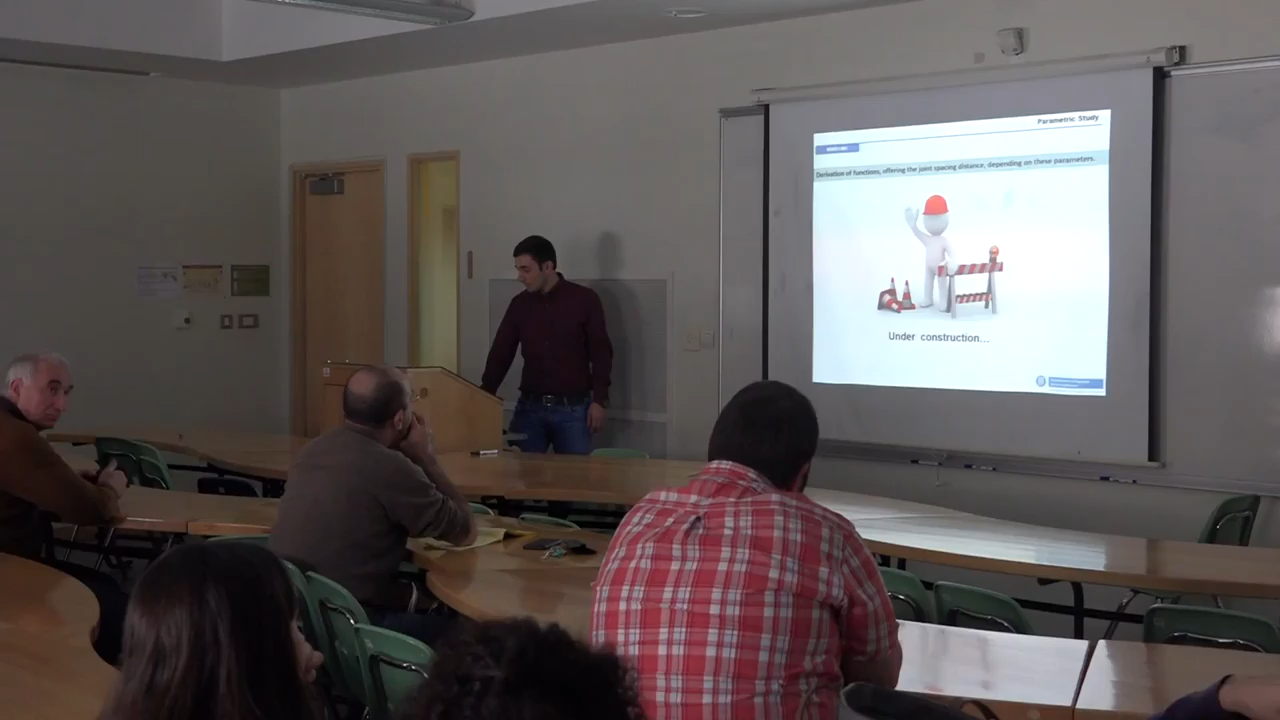 Parametric Study
Derivation of functions, offering the joint spacing distance, depending on these parameters.
Under construction...